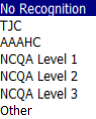 No Recognition
TJC
AAAHC
NCQA Level 1
NCQA Level 2
NCQA Level 3
Other